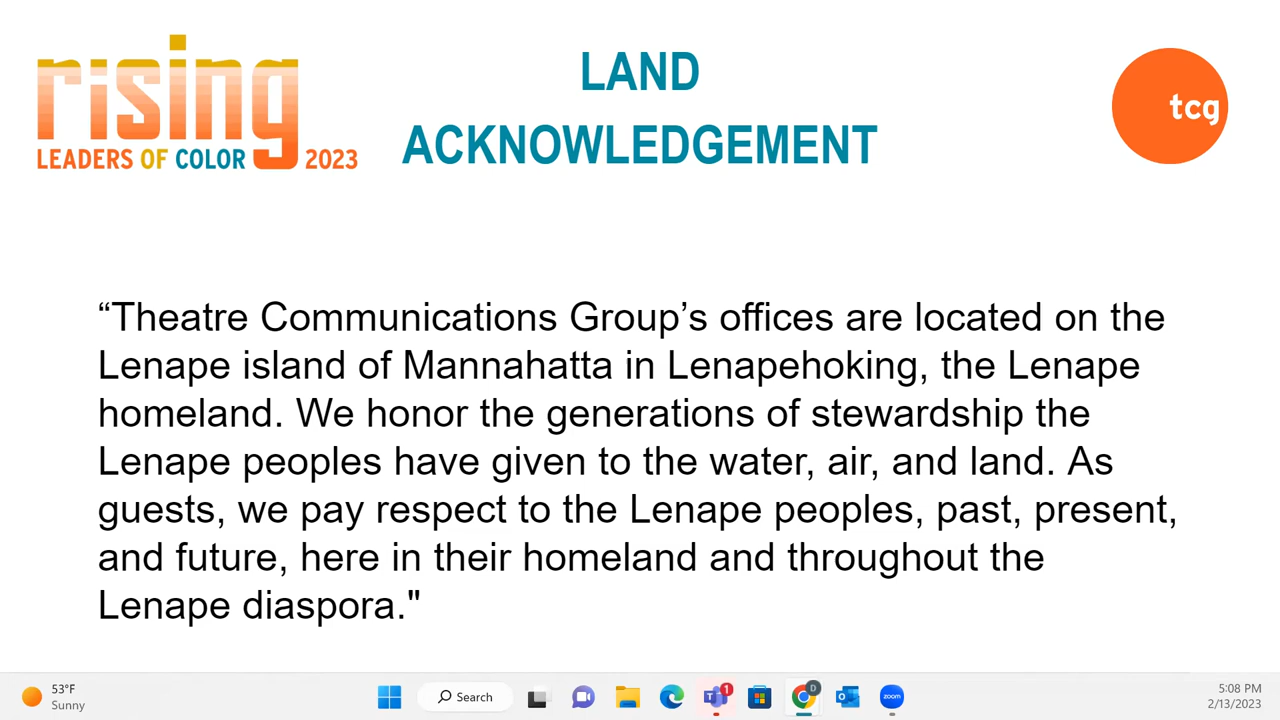 rising
LEADERS OF COLOR 2023
LAND
ACKNOWLEDGEMENT
tcg
“Theatre Communications Group’s offices are located on the
Lenape island of Mannahatta in Lenapehoking, the Lenape
homeland. We honor the generations of stewardship the
Lenape peoples have given to the water, air, and land. As
guests, we pay respect to the Lenape peoples, past, present,
and future, here in their homeland and throughout the
Lenape diaspora."
53°F
Sunny
Search
1
D
zoom
5:08 PM
2/13/2023